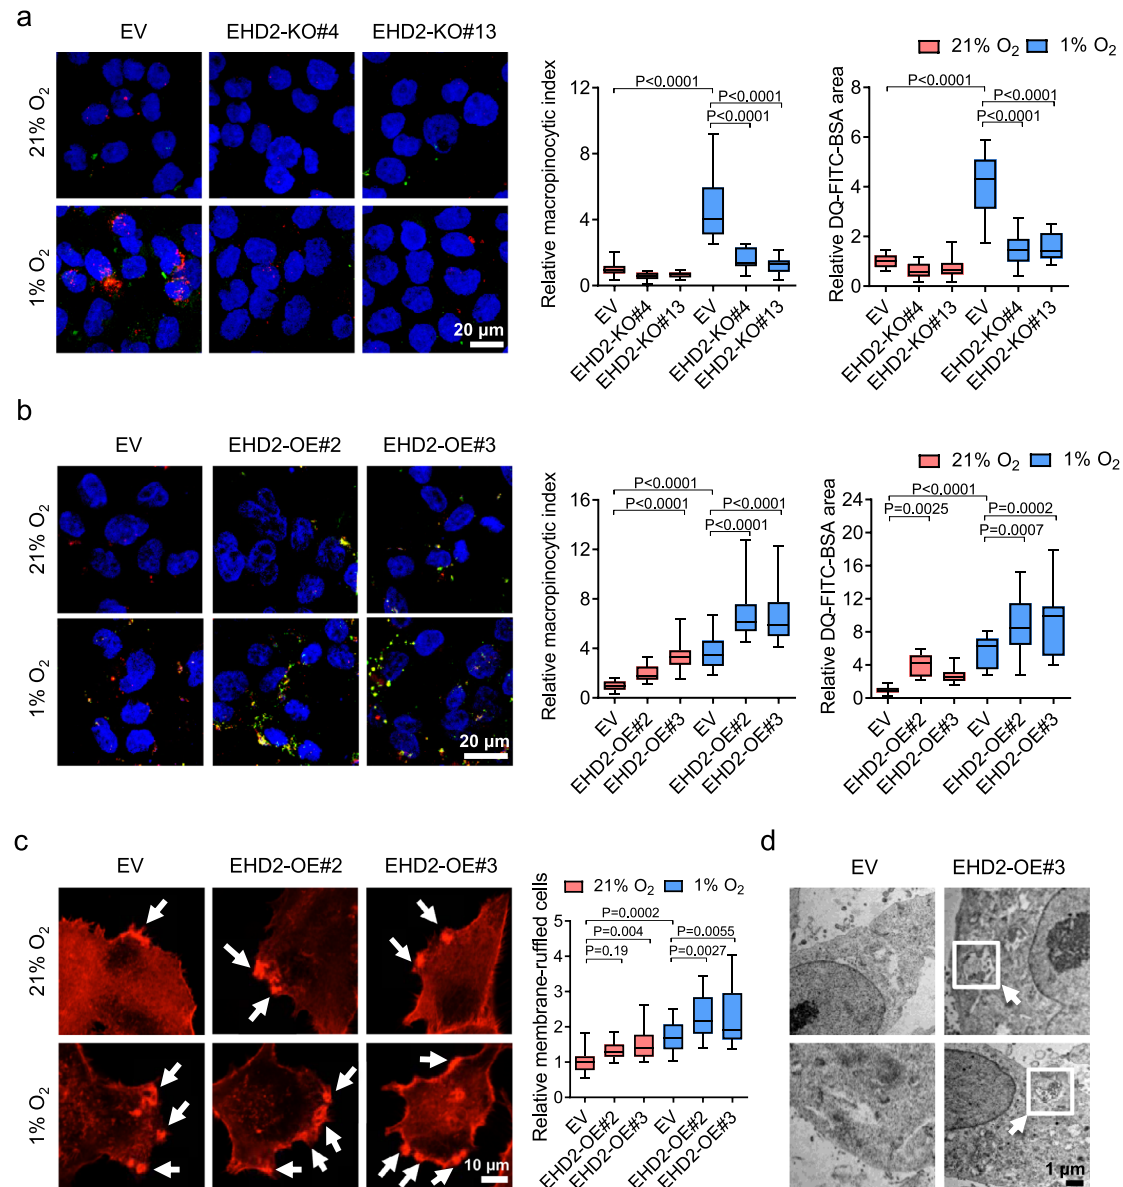 a
EV EHD2-KO#4 EHD2-KO#13
21% O2
1% O2
20 µm
21% O2 1% O2
Relative macropinocytic index
12
8
4
0
P<0.0001
P<0.0001
P<0.0001
EV
EHD2-KO#4
EHD2-KO#13
EV
EHD2-KO#4
EHD2-KO#13
Relative DQ-FITC-BSA area
8
6
4
2
0
P<0.0001
P<0.0001
P<0.0001
EV
EHD2-KO#4
EHD2-KO#13
EV
EHD2-KO#4
EHD2-KO#13
b
EV EHD2-OE#2 EHD2-OE#3
21% O2
1% O2
20 µm
21% O2 1% O2
Relative macropinocytic index
16
12
8
4
0
P<0.0001
P<0.0001 P<0.0001
P<0.0001
EV
EHD2-OE#2
EHD2-OE#3
EV
EHD2-OE#2
EHD2-OE#3
Relative DQ-FITC-BSA area
24
20
16
12
8
4
0
P<0.0001
P=0.0025 P=0.0002
P=0.0007
EV
EHD2-OE#2
EHD2-OE#3
EV
EHD2-OE#2
EHD2-OE#3
c
EV EHD2-OE#2 EHD2-OE#3
21% O2
1% O2
10 µm
21% O2 1% O2
Relative membrane-ruffled cells
5
4
3
2
1
0
P=0.0002
P=0.004 P=0.0055
P=0.19 P=0.0027
EV
EHD2-OE#2
EHD2-OE#3
EV
EHD2-OE#2
EHD2-OE#3
d
EV EHD2-OE#3
1 µm